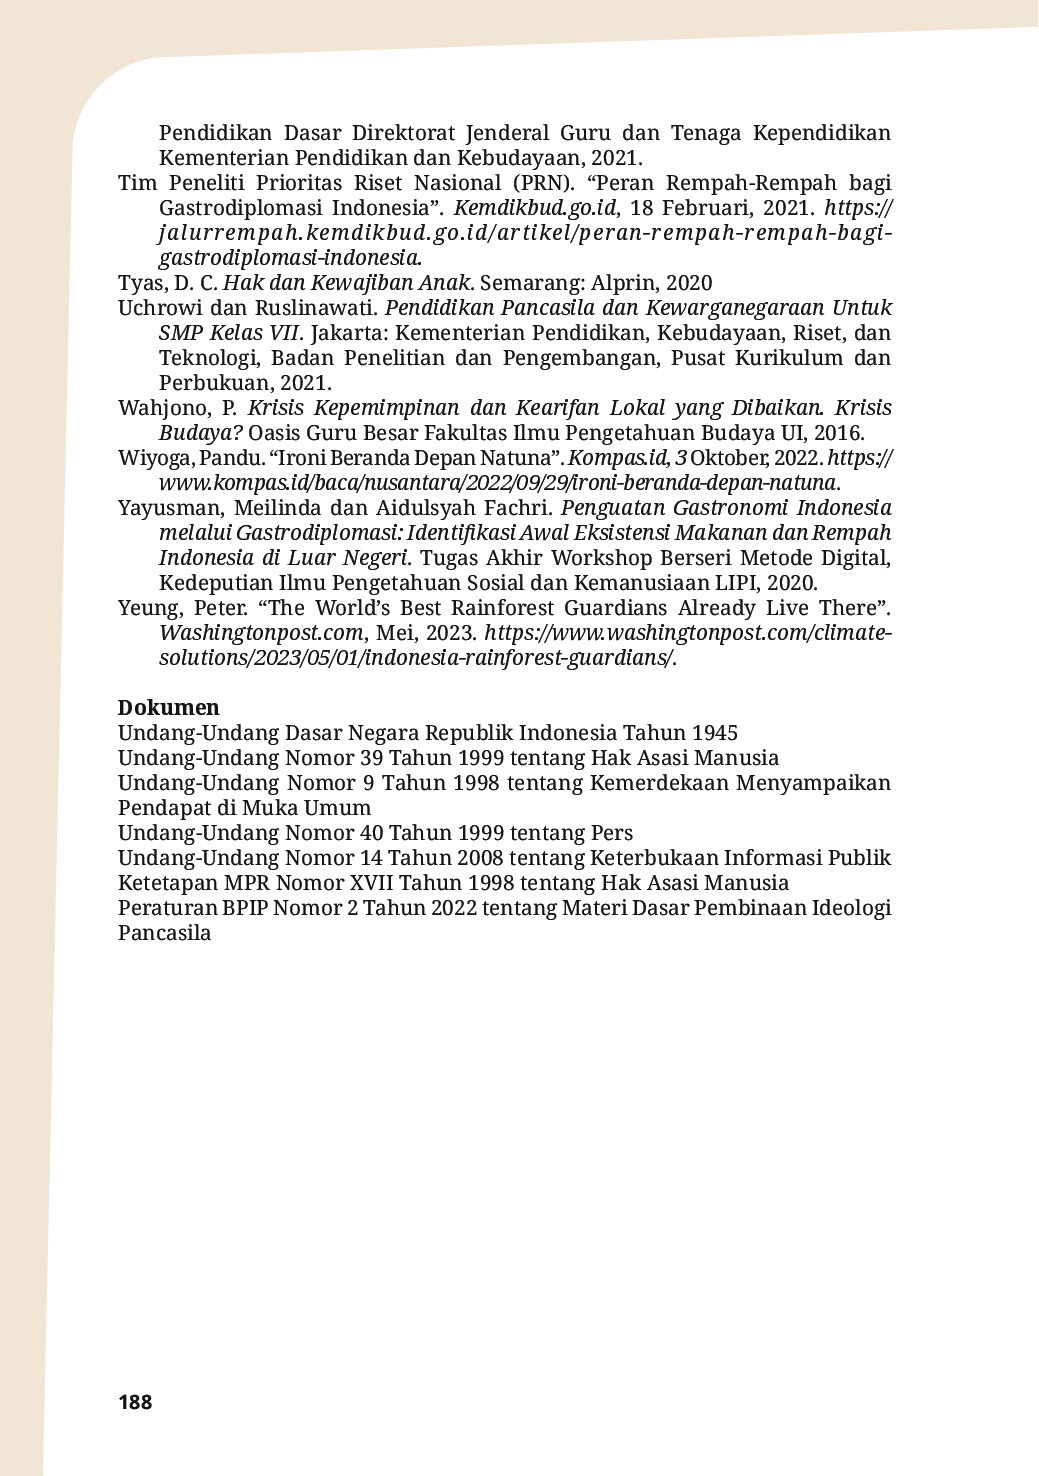 Pendidikan Dasar Direktorat Jenderal Guru dan Tenaga Kependidikan
Kementerian Pendidikan dan Kebudayaan, 2021.
Tim Peneliti Prioritas Riset Nasional (PRN). “Peran Rempah-Rempah bagi
Gastrodiplomasi Indonesia”. Kemdikbud.go.id, 18 Februari, 2021. https://
jalurrempah.kemdikbud.go.id/artikel/peran-rempah-rempah-bagi-
gastrodiplomasi-indonesia.
Tyas, D. C. Hak dan Kewajiban Anak. Semarang: Alprin, 2020
Uchrowi dan Ruslinawati. Pendidikan Pancasila dan Kewarganegaraan Untuk
SMP Kelas VII. Jakarta: Kementerian Pendidikan, Kebudayaan, Riset, dan
Teknologi, Badan Penelitian dan Pengembangan, Pusat Kurikulum dan
Perbukuan, 2021.
Wahjono, P. Krisis Kepemimpinan dan Kearifan Lokal yang Dibaikan. Krisis
Budaya? Oasis Guru Besar Fakultas Ilmu Pengetahuan Budaya UI, 2016.
Wiyoga, Pandu. “Ironi Beranda Depan Natuna”. Kompas.id, 3 Oktober, 2022. https://
www.kompas.id/baca/nusantara/2022/09/29/ironi-beranda-depan-natuna.
Yayusman, Meilinda dan Aidulsyah Fachri. Penguatan Gastronomi Indonesia
melalui Gastrodiplomasi: Identifikasi Awal Eksistensi Makanan dan Rempah
Indonesia di Luar Negeri. Tugas Akhir Workshop Berseri Metode Digital,
Kedeputian Ilmu Pengetahuan Sosial dan Kemanusiaan LIPI, 2020.
Yeung, Peter. “The World’s Best Rainforest Guardians Already Live There”.
Washingtonpost.com, Mei, 2023. https://www.washingtonpost.com/climate-
solutions/2023/05/01/indonesia-rainforest-guardians/.
Dokumen
Undang-Undang Dasar Negara Republik Indonesia Tahun 1945
Undang-Undang Nomor 39 Tahun 1999 tentang Hak Asasi Manusia
Undang-Undang Nomor 9 Tahun 1998 tentang Kemerdekaan Menyampaikan
Pendapat di Muka Umum
Undang-Undang Nomor 40 Tahun 1999 tentang Pers
Undang-Undang Nomor 14 Tahun 2008 tentang Keterbukaan Informasi Publik
Ketetapan MPR Nomor XVII Tahun 1998 tentang Hak Asasi Manusia
Peraturan BPIP Nomor 2 Tahun 2022 tentang Materi Dasar Pembinaan Ideologi
Pancasila
188